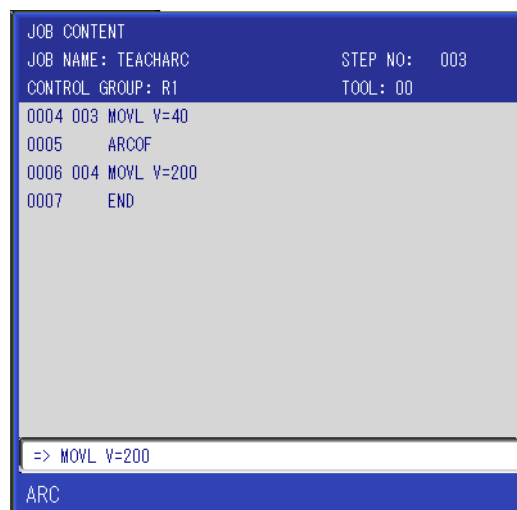 JOB CONTENT
JOB NAME: TEACHARC STEP NO: 003
CONTROL GROUP: R1 TOOL: 00
0004 003 MOVL V=40
0005 ARCOF
0006 004 MOVL V=200
0007 END
=> MOVL V=200
ARC